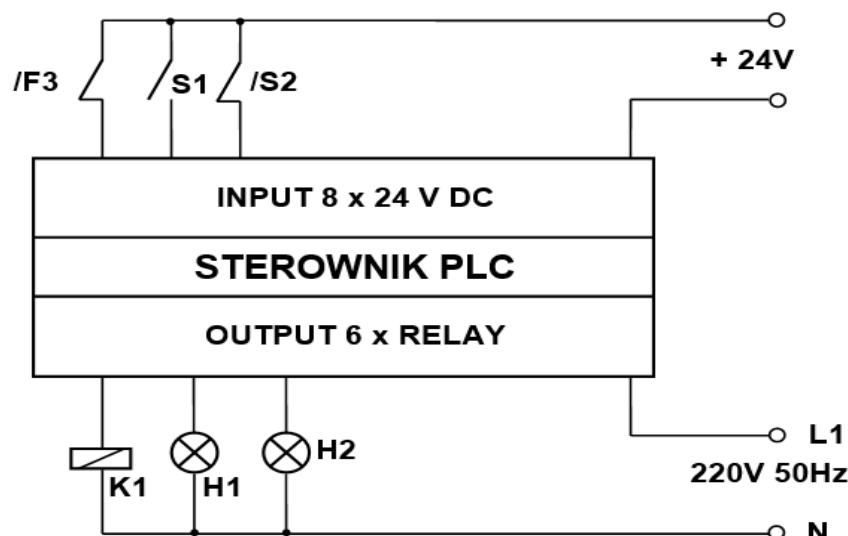 /F3
S1
/S2
+ 24V
INPUT 8 x 24 V DC
STEROWNIK PLC
OUTPUT 6 x RELAY
K1
H1
H2
L1
220V 50Hz
N